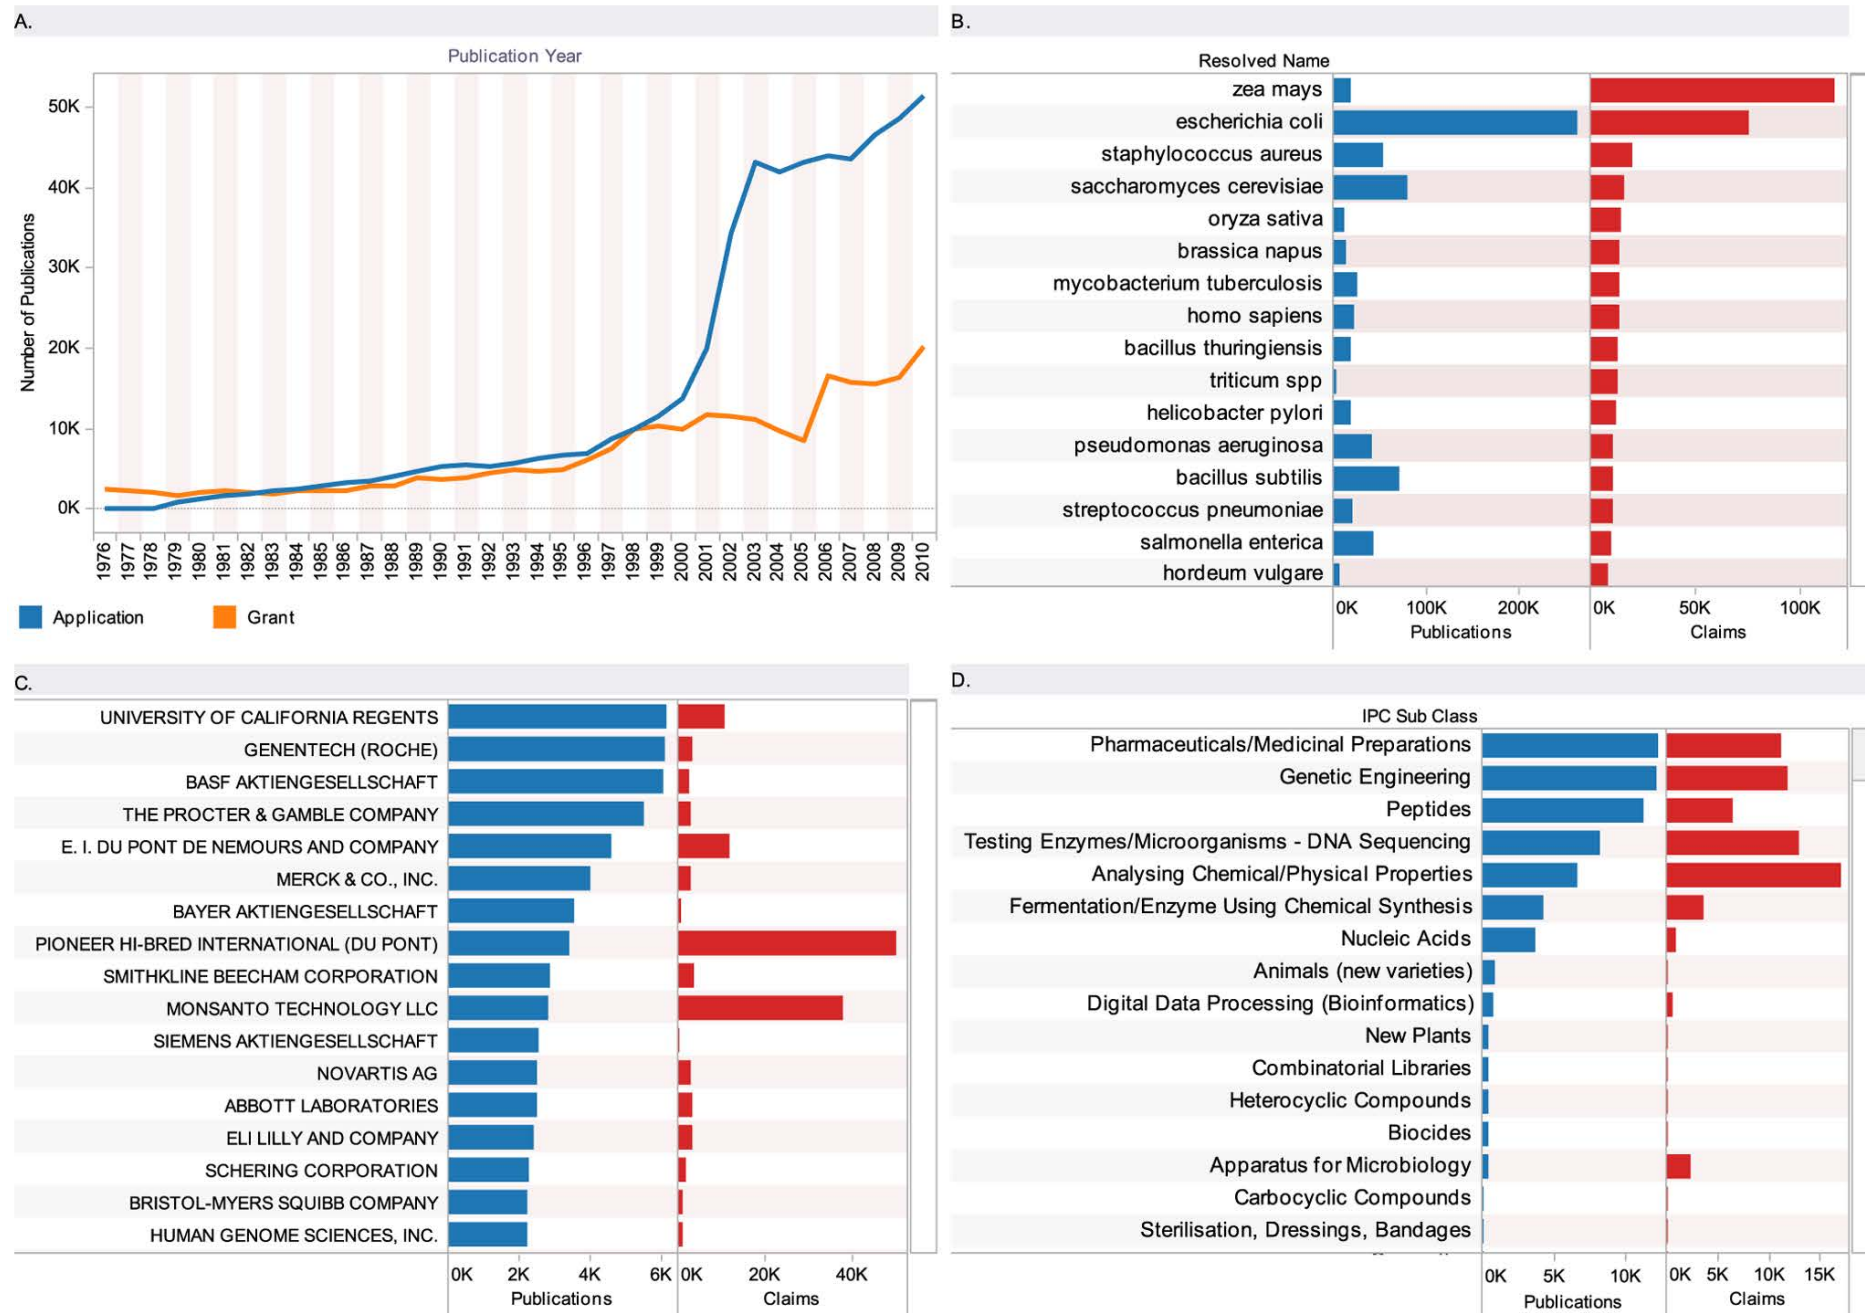 A.
Publication Year
Number of Publications
50K
40K
30K
20K
10K
0K
1976 1977 1978 1979 1980 1981 1982 1983 1984 1985 1986 1987 1988 1989 1990 1991 1992 1993 1994 1995 1996 1997 1998 1999 2000 2001 2002 2003 2004 2005 2006 2007 2008 2009 2010
Application Grant
B.
Resolved Name
zea mays
escherichia coli
staphylococcus aureus
saccharomyces cerevisiae
oryza sativa
brassica napus
mycobacterium tuberculosis
homo sapiens
bacillus thuringiensis
triticum spp
helicobacter pylori
pseudomonas aeruginosa
bacillus subtilis
streptococcus pneumoniae
salmonella enterica
hordeum vulgare
0K 100K 200K 0K 50K 100K
Publications Claims
C.
UNIVERSITY OF CALIFORNIA REGENTS
GENENTECH (ROCHE)
BASF AKTIENGESELLSCHAFT
THE PROCTER & GAMBLE COMPANY
E. I. DU PONT DE NEMOURS AND COMPANY
MERCK & CO., INC.
BAYER AKTIENGESELLSCHAFT
PIONEER HI-BRED INTERNATIONAL (DU PONT)
SMITHKLINE BEECHAM CORPORATION
MONSANTO TECHNOLOGY LLC
SIEMENS AKTIENGESELLSCHAFT
NOVARTIS AG
ABBOTT LABORATORIES
ELI LILLY AND COMPANY
SCHERING CORPORATION
BRISTOL-MYERS SQUIBB COMPANY
HUMAN GENOME SCIENCES, INC.
0K 2K 4K 6K 0K 20K 40K
Publications Claims
D.
IPC Sub Class
Pharmaceuticals/Medicinal Preparations
Genetic Engineering
Peptides
Testing Enzymes/Microorganisms - DNA Sequencing
Analysing Chemical/Physical Properties
Fermentation/Enzyme Using Chemical Synthesis
Nucleic Acids
Animals (new varieties)
Digital Data Processing (Bioinformatics)
New Plants
Combinatorial Libraries
Heterocyclic Compounds
Biocides
Apparatus for Microbiology
Carbocyclic Compounds
Sterilisation, Dressings, Bandages
0K 5K 10K 0K 5K 10K 15K
Publications Claims